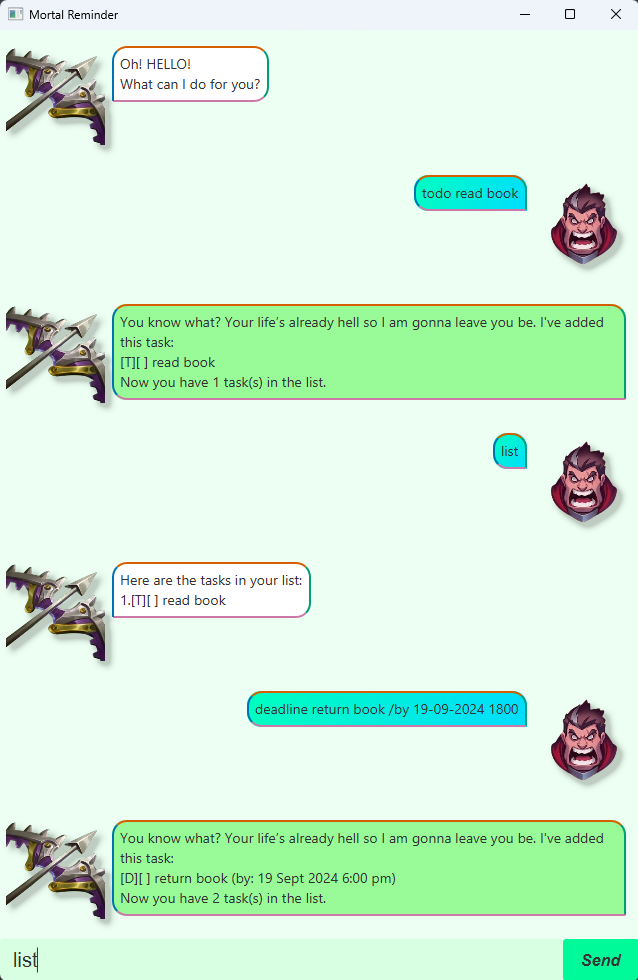 Mortal Reminder
Oh! HELLO!
What can I do for you?
todo read book
You know what? Your life's already hell so I am gonna leave you be. I've added
this task:
[T][ ] read book
Now you have 1 task(s) in the list.
list
Here are the tasks in your list:
1.[T][ ] read book
deadline return book /by 19-09-2024 1800
You know what? Your life's already hell so I am gonna leave you be. I've added
this task:
[D][ ] return book (by: 19 Sept 2024 6:00 pm)
Now you have 2 task(s) in the list.
list
Send